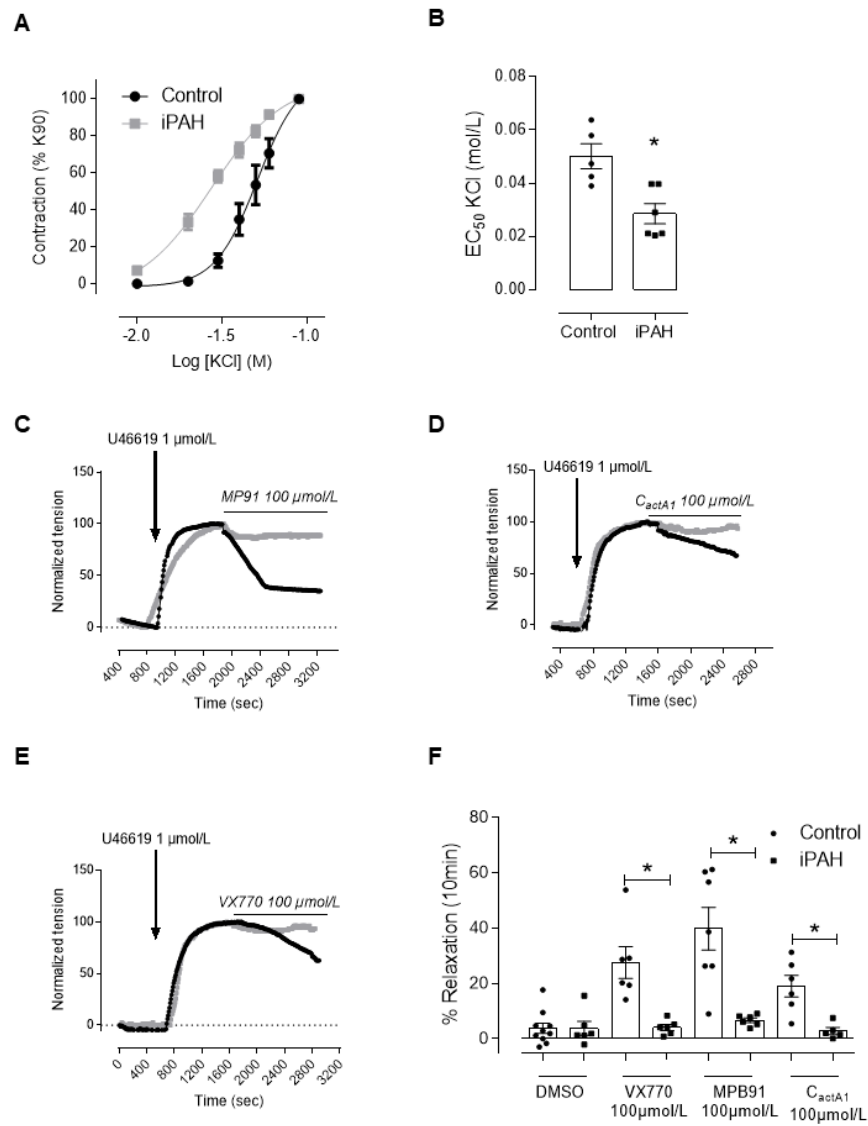 A
Contraction (% K90)
100
80
60
40
20
0
Control
iPAH
-2.0 -1.5 -1.0
Log [KCl] (M)
B
EC50 KCl (mol/L)
0.08
0.06
0.04
0.02
0.00
*
Control iPAH
C
U46619 1 µmol/L
MP91 100 µmol/L
Normalized tension
150
100
50
0
400 800 1200 1600 2000 2400 2800 3200
Time (sec)
D
U46619 1 µmol/L
CactA1 100 µmol/L
Normalized tension
150
100
50
0
400 800 1200 1600 2000 2400 2800
Time (sec)
E
U46619 1 µmol/L
VX770 100 µmol/L
Normalized tension
150
100
50
0
0 400 800 1200 1600 2000 2400 2800 3200
Time (sec)
F
% Relaxation (10min)
80
60
40
20
0
Control
iPAH
* * *
DMSO VX770 MPB91 CactA1
100µmol/L 100µmol/L 100µmol/L